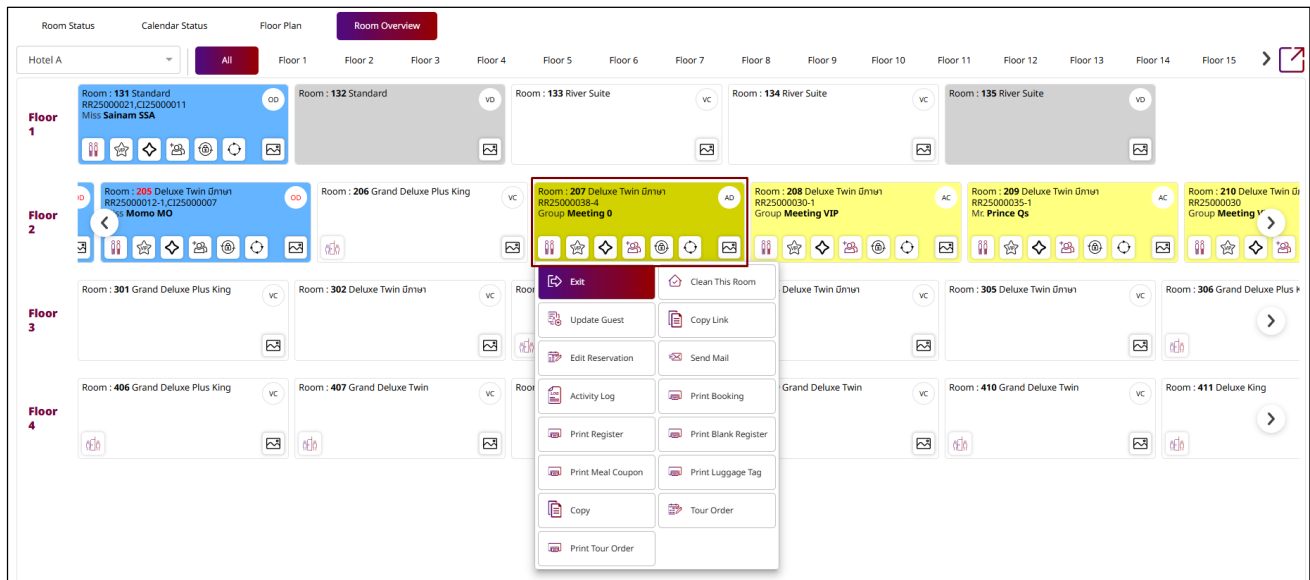 Room Status Calendar Status Floor Plan Room Overview
Hotel A All Floor 1 Floor 2 Floor 3 Floor 4 Floor 5 Floor 6 Floor 7 Floor 8 Floor 9 Floor 10 Floor 11 Floor 12 Floor 13 Floor 14 Floor 15
Floor
1
Room : 131 Standard
RR25000021,CI25000011
Miss Sainam SSA
OD
Room : 132 Standard
VD
Room : 133 River Suite
VC
Room : 134 River Suite
VC
Room : 135 River Suite
VD
Floor
2
Room : 205 Deluxe Twin มีภาษา
RR25000012-1,CI25000007
Momo MO
OD
Room : 206 Grand Deluxe Plus King
VC
Room : 207 Deluxe Twin มีภาษา
RR25000038-4
Group Meeting 0
AD
Room : 208 Deluxe Twin มีภาษา
RR25000030-1
Group Meeting VIP
AC
Room : 209 Deluxe Twin มีภาษา
RR25000035-1
Mr. Prince Qs
AC
Room : 210 Deluxe Twin
RR25000030
Group Meeting
Floor
3
Room : 301 Grand Deluxe Plus King
VC
Room : 302 Deluxe Twin มีภาษา
VC
Deluxe Twin มีภาษา
VC
Room : 305 Deluxe Twin มีภาษา
VC
Room : 306 Grand Deluxe Plus
Floor
4
Room : 406 Grand Deluxe Plus King
VC
Room : 407 Grand Deluxe Twin
VC
Grand Deluxe Twin
VC
Room : 410 Grand Deluxe Twin
VC
Room : 411 Deluxe King
Exit Clean This Room
Update Guest Copy Link
Edit Reservation Send Mail
Activity Log Print Booking
Print Register Print Blank Register
Print Meal Coupon Print Luggage Tag
Copy Tour Order
Print Tour Order